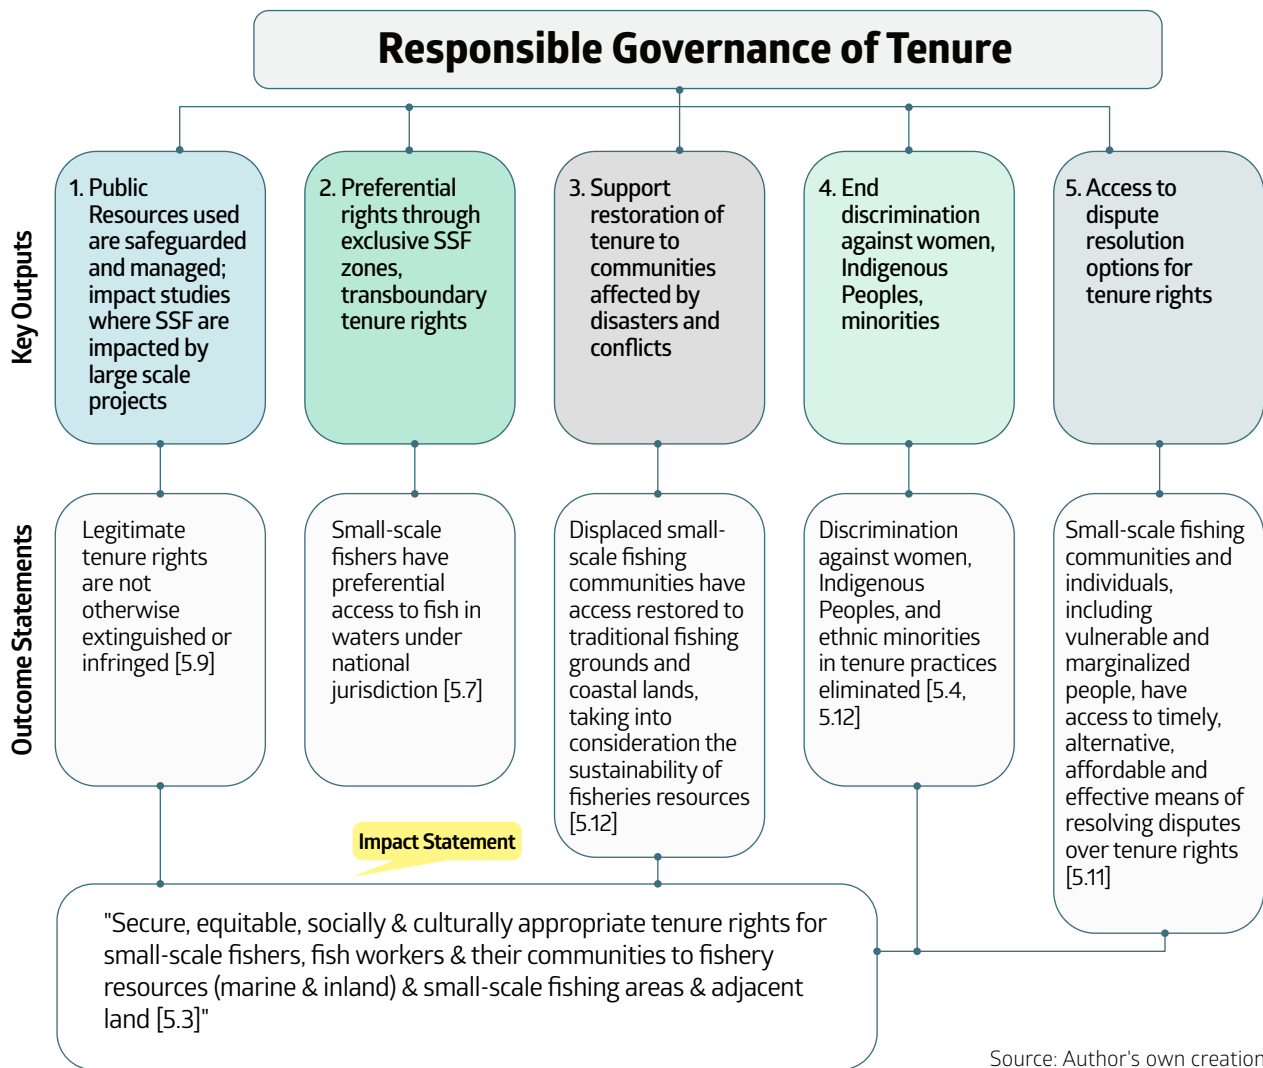 Responsible Governance of Tenure
Key Outputs
1. Public
Resources used
are safeguarded
and managed;
impact studies
where SSF are
impacted by
large scale
projects
2. Preferential
rights through
exclusive SSF
zones,
transboundary
tenure rights
3. Support
restoration of
tenure to
communities
affected by
disasters and
conflicts
4. End
discrimination
against women,
Indigenous
Peoples,
minorities
5. Access to
dispute
resolution
options for
tenure rights
Outcome Statements
Legitimate
tenure rights
are not
otherwise
extinguished or
infringed [5.9]
Small-scale
fishers have
preferential
access to fish in
waters under
national
jurisdiction [5.7]
Displaced small-
scale fishing
communities have
access restored to
traditional fishing
grounds and
coastal lands,
taking into
consideration the
sustainability of
fisheries resources
[5.12]
Discrimination
against women,
Indigenous
Peoples, and
ethnic minorities
in tenure practices
eliminated [5.4,
5.12]
Small-scale fishing
communities and
individuals,
including
vulnerable and
marginalized
people, have
access to timely,
alternative,
affordable and
effective means of
resolving disputes
over tenure rights
[5.11]
Impact Statement
"Secure, equitable, socially & culturally appropriate tenure rights for
small-scale fishers, fish workers & their communities to fishery
resources (marine & inland) & small-scale fishing areas & adjacent
land [5.3]"
Source: Author's own creation